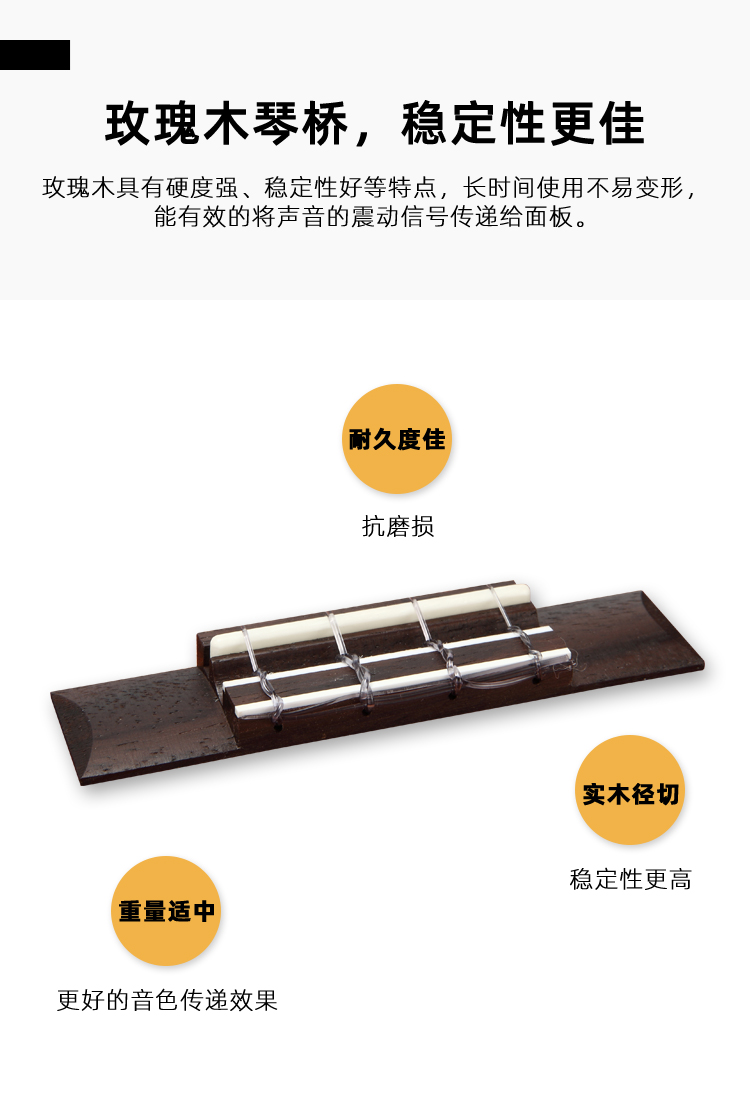 玫瑰木琴桥，稳定性更佳
玫瑰木具有硬度强、稳定性好等特点，长时间使用不易变形，
能有效的将声音的震动信号传递给面板。
耐久度佳
抗磨损
实木径切
稳定性更高
重量适中
更好的音色传递效果